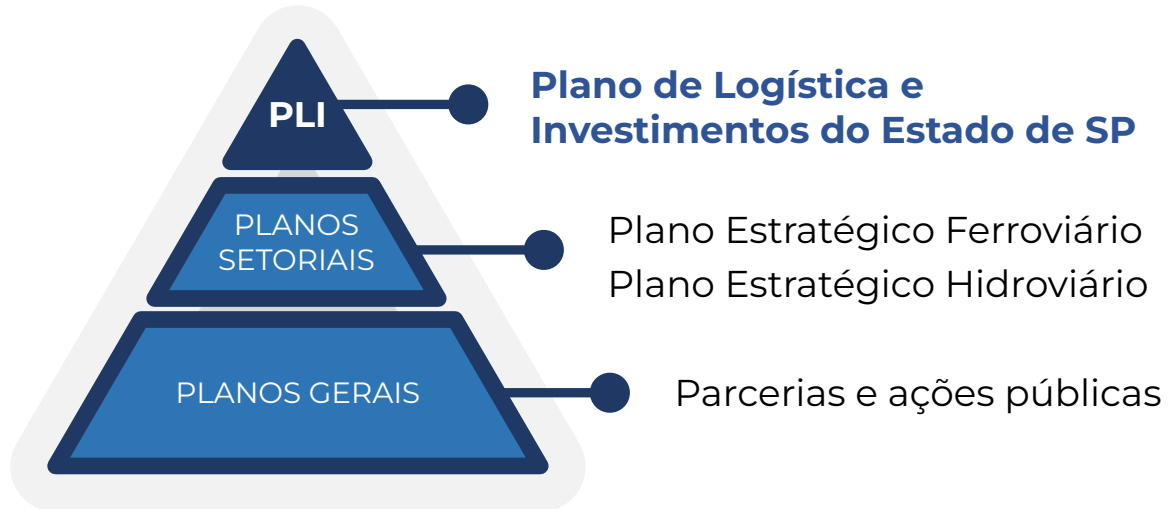 PLI
Plano de Logística e
Investimentos do Estado de SP
PLANOS
SETORIAIS
Plano Estratégico Ferroviário
Plano Estratégico Hidroviário
PLANOS GERAIS
Parcerias e ações públicas